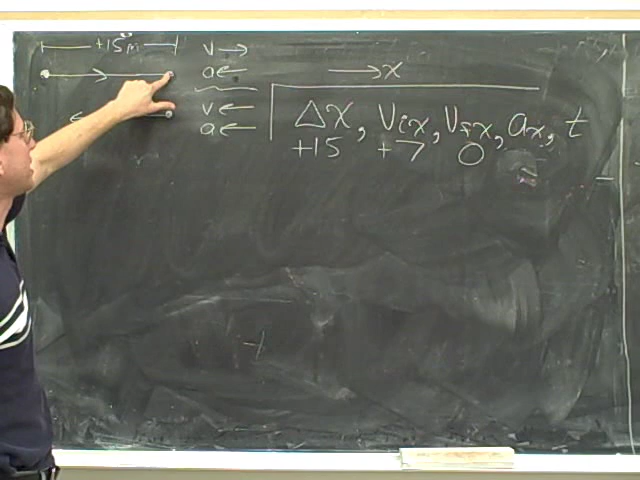 +15 m
v →
a ←
→ x
v ←
a ←
Δx, Vix, Vfx, ax, t
+15 +7 0